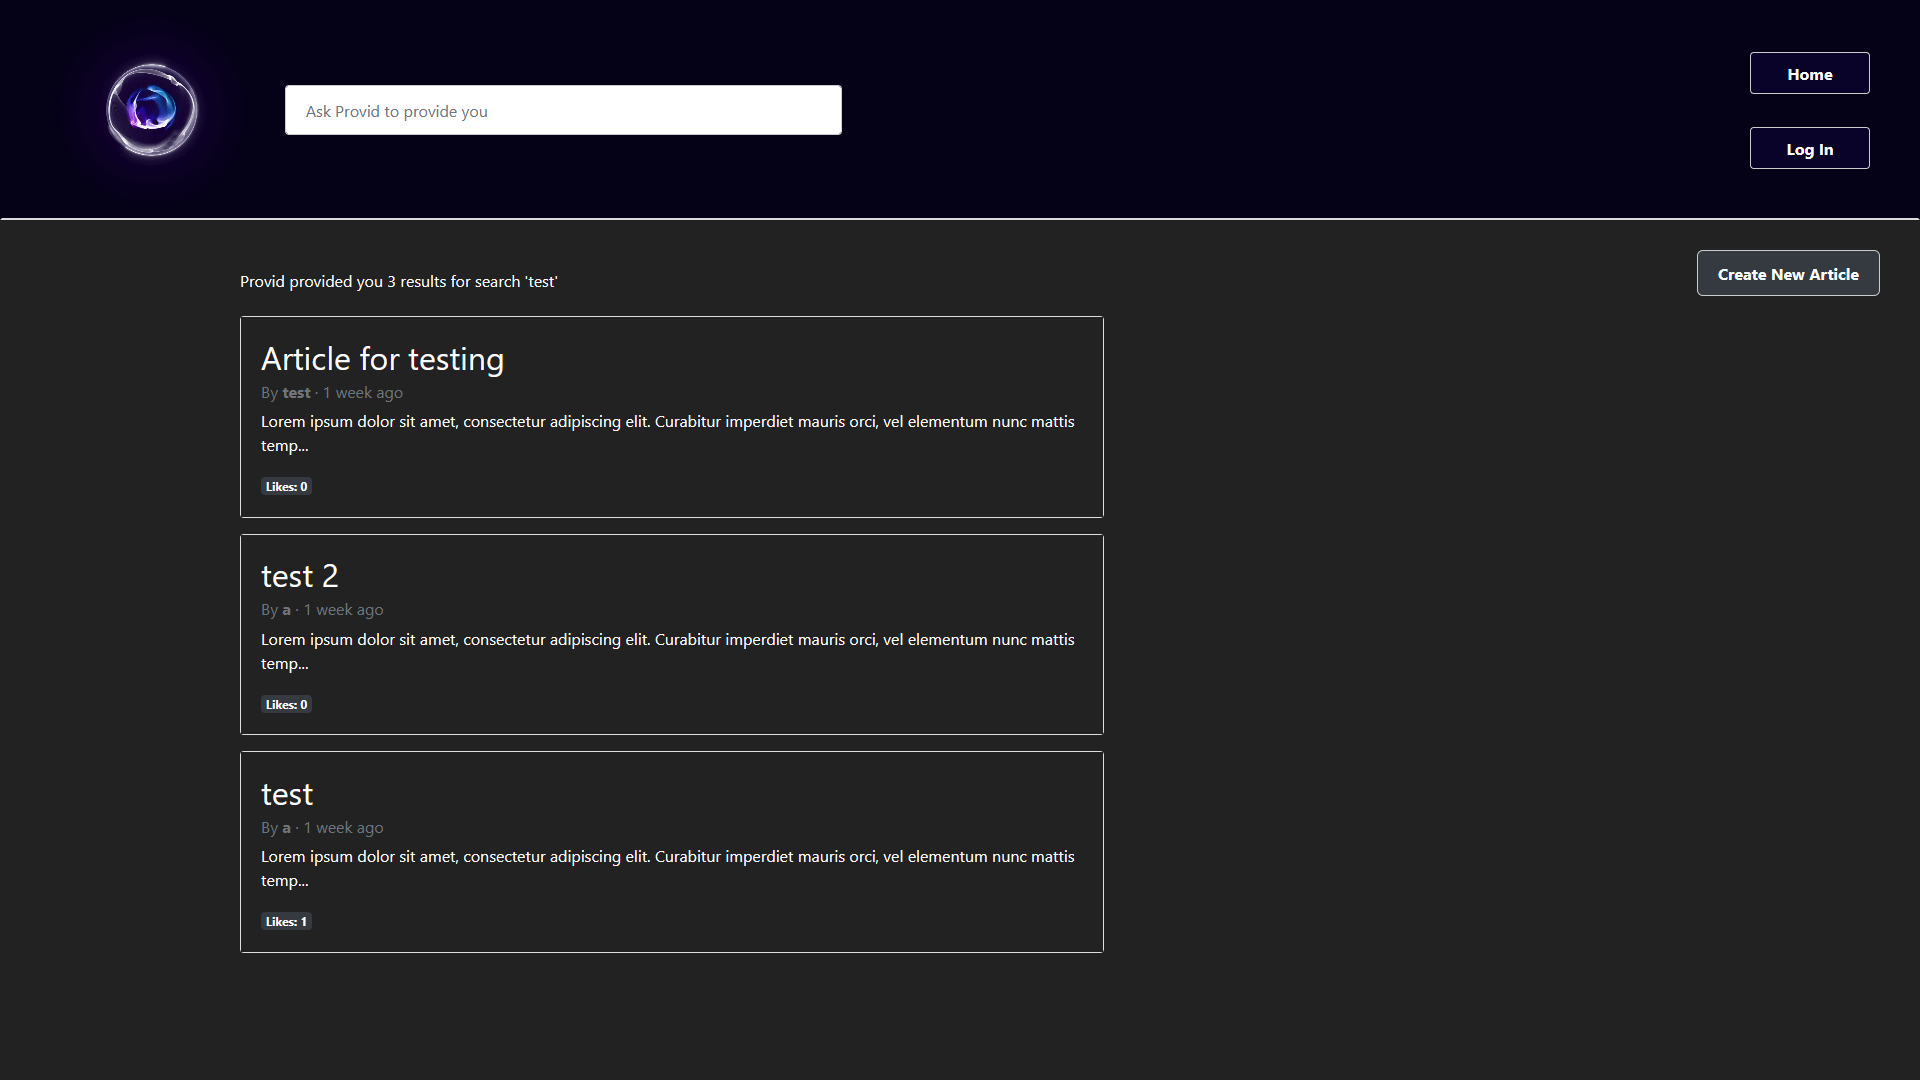 Ask Provid to provide you
Home
Log In
Provid provided you 3 results for search 'test'
Create New Article
Article for testing
By test · 1 week ago
Lorem ipsum dolor sit amet, consectetur adipiscing elit. Curabitur imperdiet mauris orci, vel elementum nunc mattis
temp...
Likes: 0
test 2
By a · 1 week ago
Lorem ipsum dolor sit amet, consectetur adipiscing elit. Curabitur imperdiet mauris orci, vel elementum nunc mattis
temp...
Likes: 0
test
By a · 1 week ago
Lorem ipsum dolor sit amet, consectetur adipiscing elit. Curabitur imperdiet mauris orci, vel elementum nunc mattis
temp...
Likes: 1